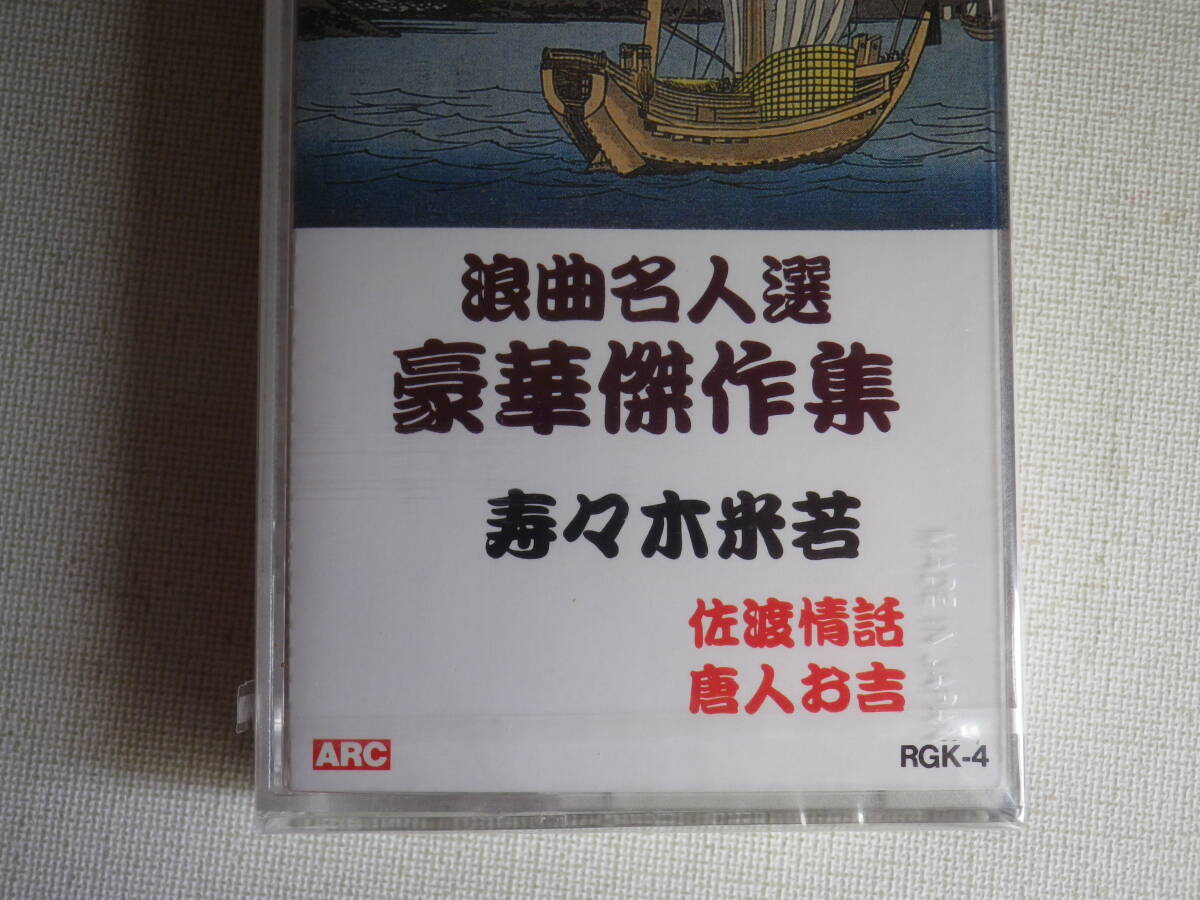 浪曲名人選
豪華傑作集
寿々木米若
佐渡情話
唐人お吉
ARC
RGK-4
MADE IN JAPAN